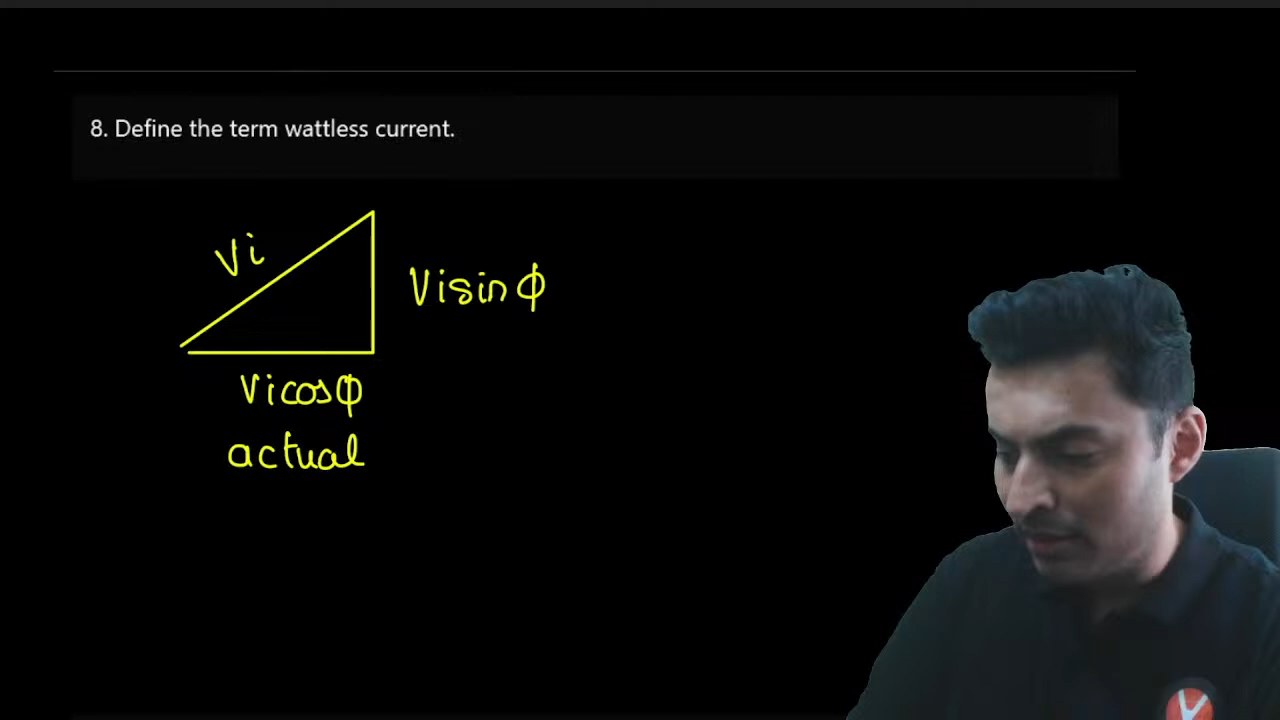 8. Define the term wattless current.
Vi
Visinϕ
Vicosϕ
actual